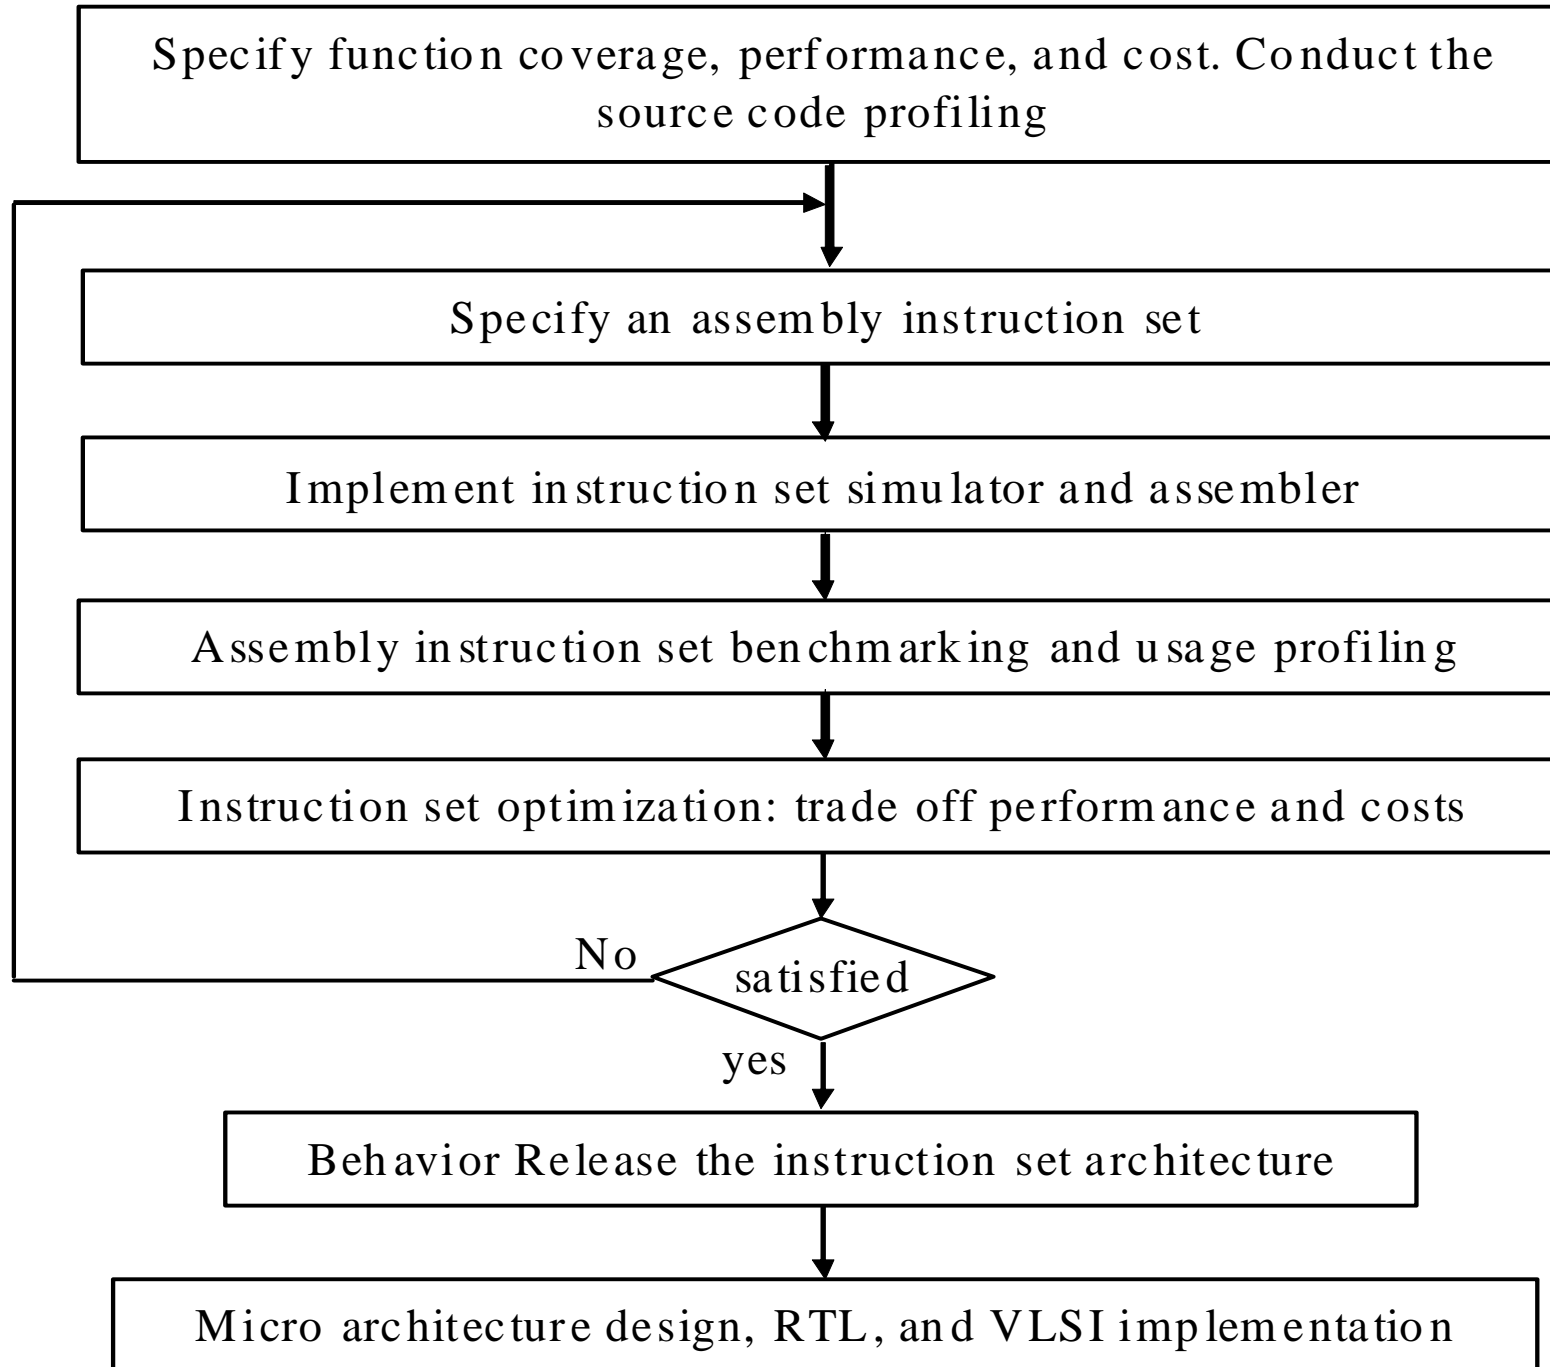 Specify function coverage, performance, and cost. Conduct the
source code profiling
Specify an assembly instruction set
Implement instruction set simulator and assembler
Assembly instruction set benchmarking and usage profiling
Instruction set optimization: trade off performance and costs
No
satisfied
yes
Behavior Release the instruction set architecture
Micro architecture design, RTL, and VLSI implementation